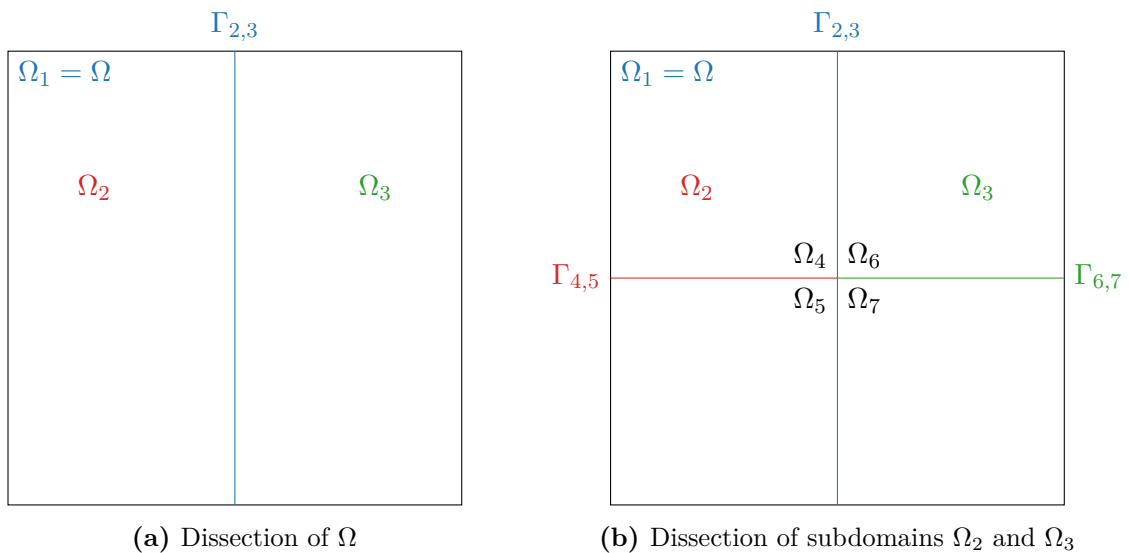 Γ₂,₃
Ω₁ = Ω
Ω₂
Ω₃
(a) Dissection of Ω
Γ₂,₃
Ω₁ = Ω
Ω₂
Ω₃
Ω₄ Ω₆
Γ₄,₅
Γ₆,₇
Ω₅ Ω₇
(b) Dissection of subdomains Ω₂ and Ω₃